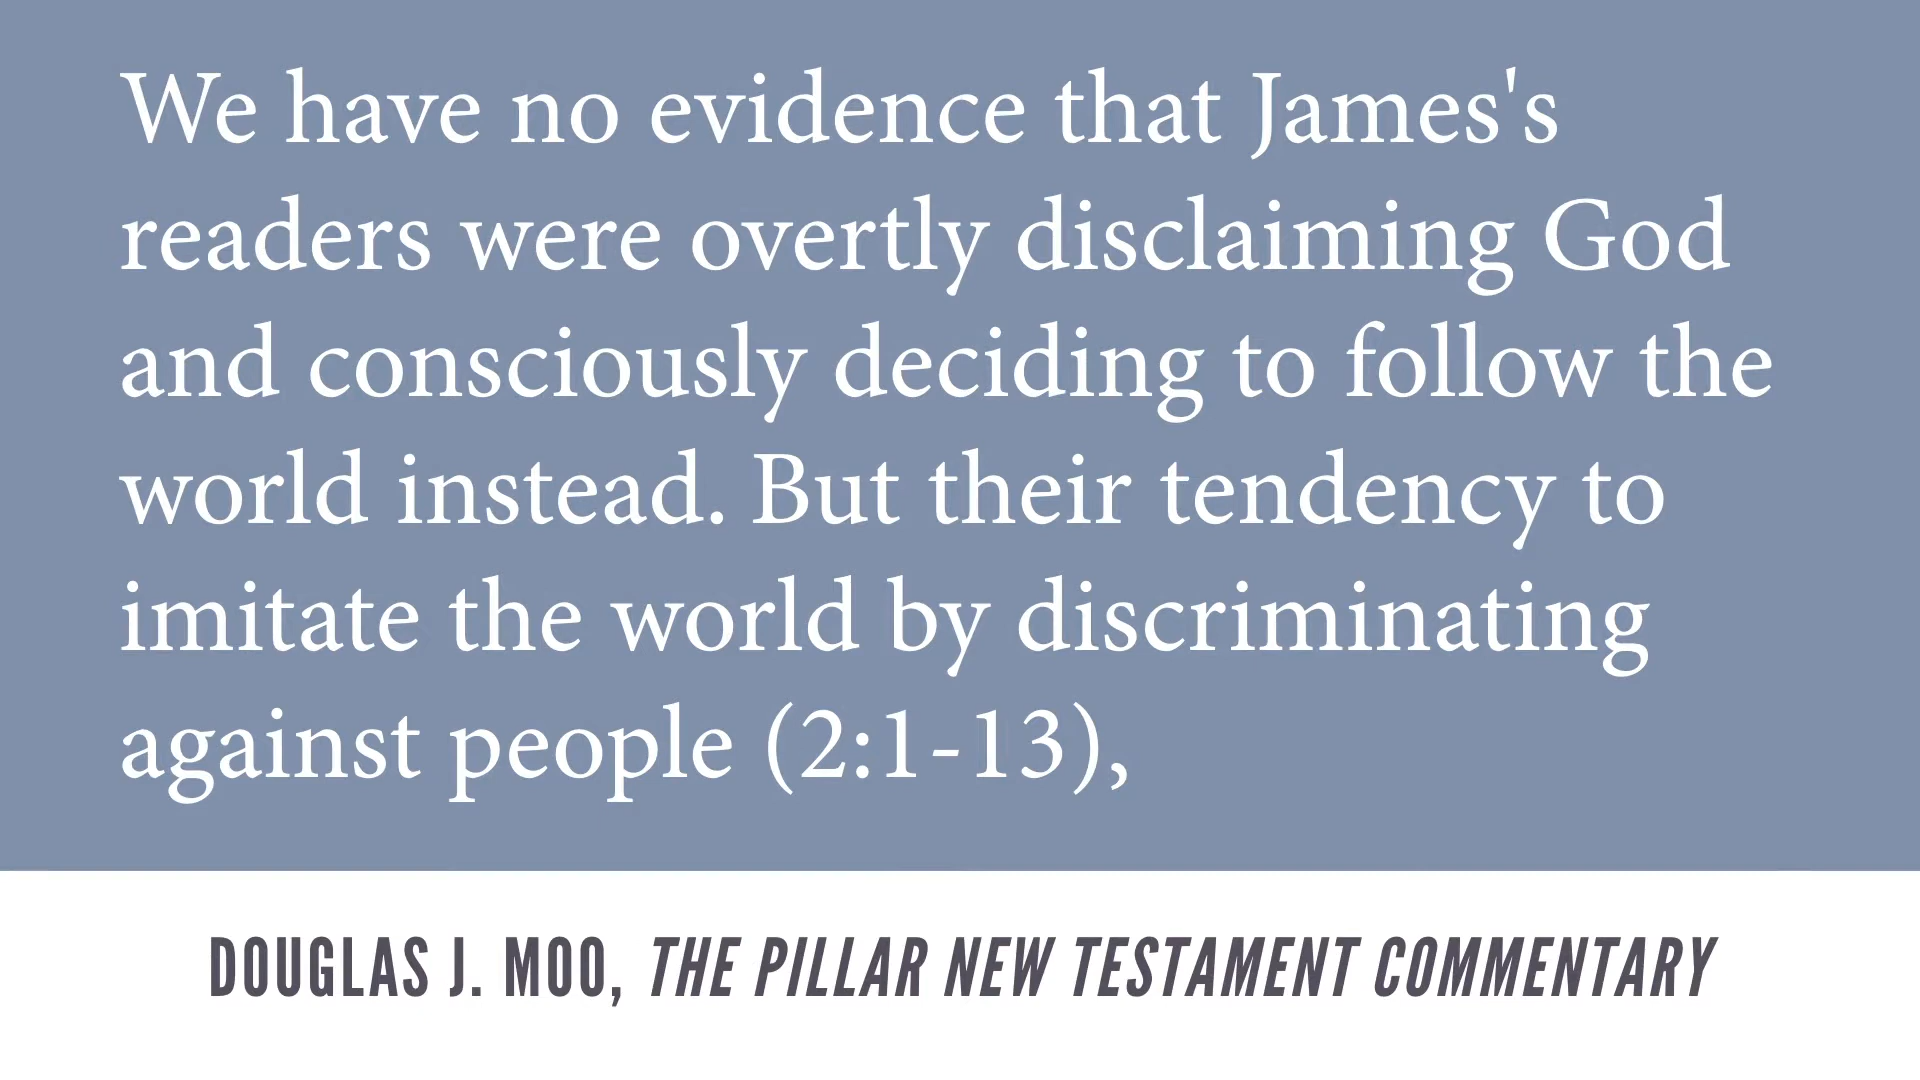 We have no evidence that James's
readers were overtly disclaiming God
and consciously deciding to follow the
world instead. But their tendency to
imitate the world by discriminating
against people (2:1-13),
DOUGLAS J. MOO, THE PILLAR NEW TESTAMENT COMMENTARY